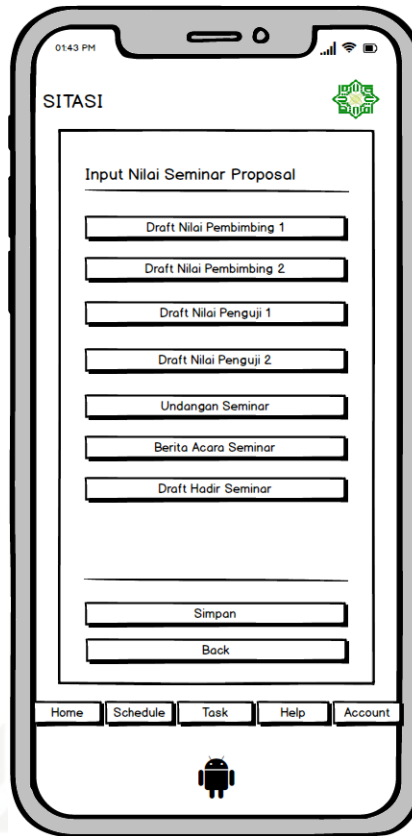 01:43 PM
SITASI
Input Nilai Seminar Proposal
Draft Nilai Pembimbing 1
Draft Nilai Pembimbing 2
Draft Nilai Penguji 1
Draft Nilai Penguji 2
Undangan Seminar
Berita Acara Seminar
Draft Hadir Seminar
Simpan
Back
Home Schedule Task Help Account